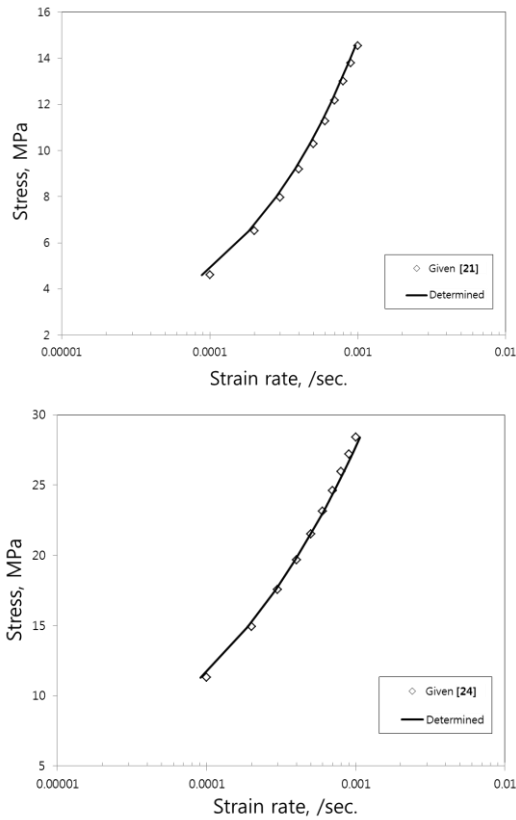 16
14
12
10
8
6
4
2
Stress, MPa
Given [21]
Determined
0.00001
0.0001
0.001
0.01
Strain rate, /sec.
30
25
20
15
10
5
Stress, MPa
Given [24]
Determined
0.00001
0.0001
0.001
0.01
Strain rate, /sec.